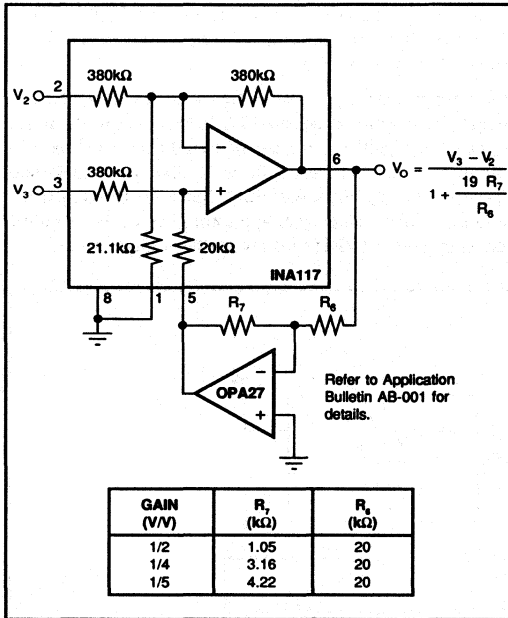 380kΩ 380kΩ
V2 2
6
VO = V3 – V2
1 + 19 R7
R6
380kΩ
V3 3
–
+
21.1kΩ 20kΩ
INA117
8 1 5
R7 R6
–
OPA27
+
Refer to Application
Bulletin AB-001 for
details.
GAIN R7 R6
(V/V) (kΩ) (kΩ)
1/2 1.05 20
1/4 3.16 20
1/5 4.22 20